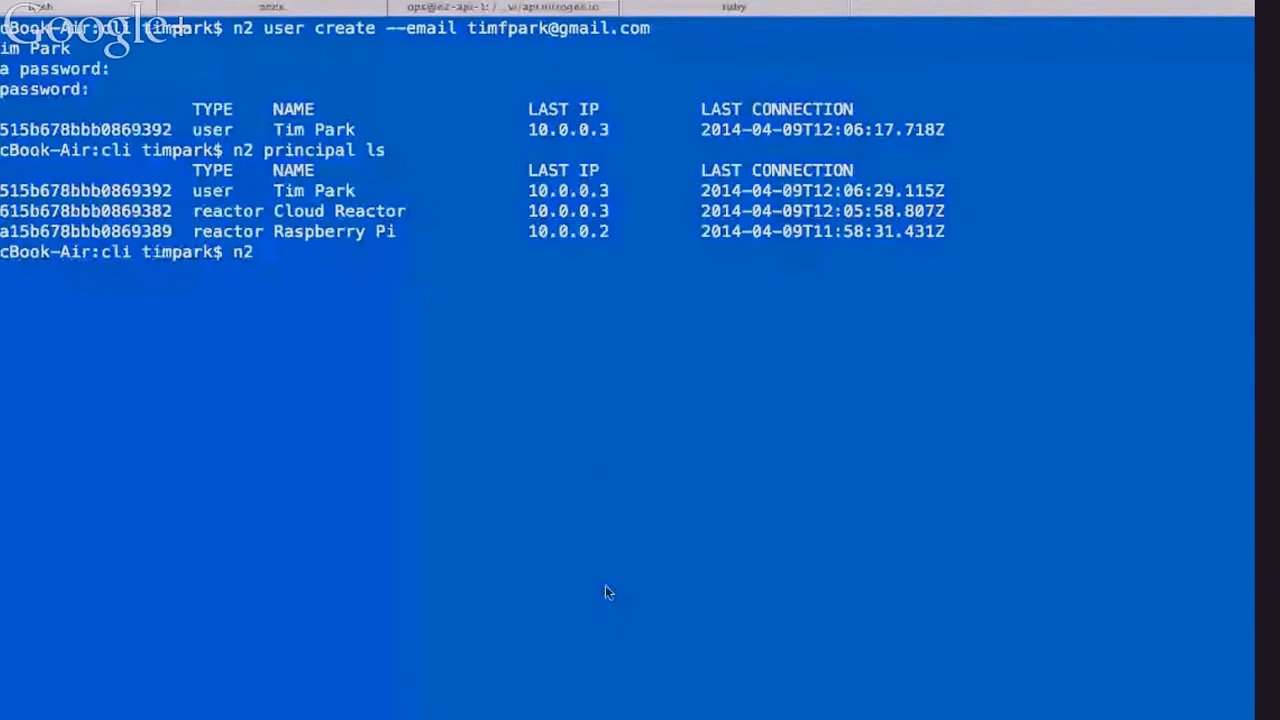 ops@n2-api-1: ruby
Google+
cBook-Air:cli timpark$ n2 user create --email timfpark@gmail.com
im Park
a password:
password:
TYPE NAME LAST IP LAST CONNECTION
515b678bbb0869392 user Tim Park 10.0.0.3 2014-04-09T12:06:17.718Z
cBook-Air:cli timpark$ n2 principal ls
TYPE NAME LAST IP LAST CONNECTION
515b678bbb0869392 user Tim Park 10.0.0.3 2014-04-09T12:06:29.115Z
615b678bbb0869382 reactor Cloud Reactor 10.0.0.3 2014-04-09T12:05:58.807Z
a15b678bbb0869389 reactor Raspberry Pi 10.0.0.2 2014-04-09T11:58:31.431Z
cBook-Air:cli timpark$ n2